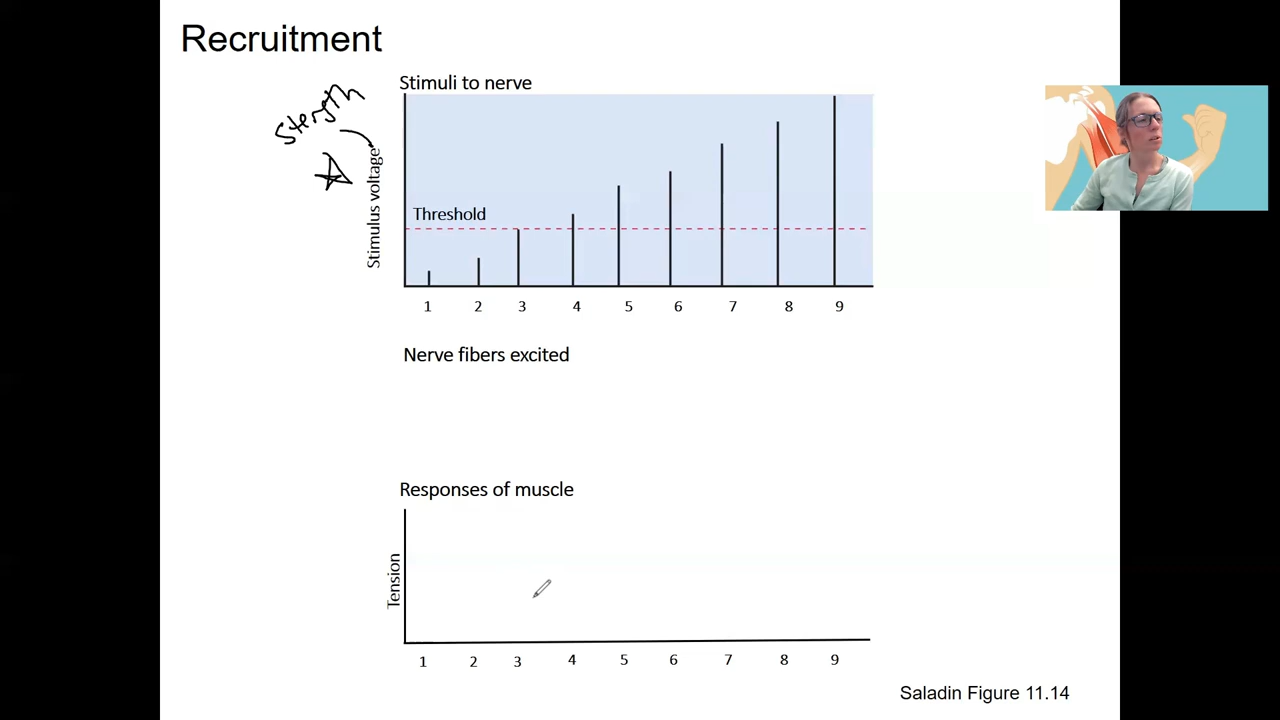 Recruitment
Stimuli to nerve
Stength
Stimulus voltage
Threshold
1 2 3 4 5 6 7 8 9
Nerve fibers excited
Responses of muscle
Tension
1 2 3 4 5 6 7 8 9
Saladin Figure 11.14